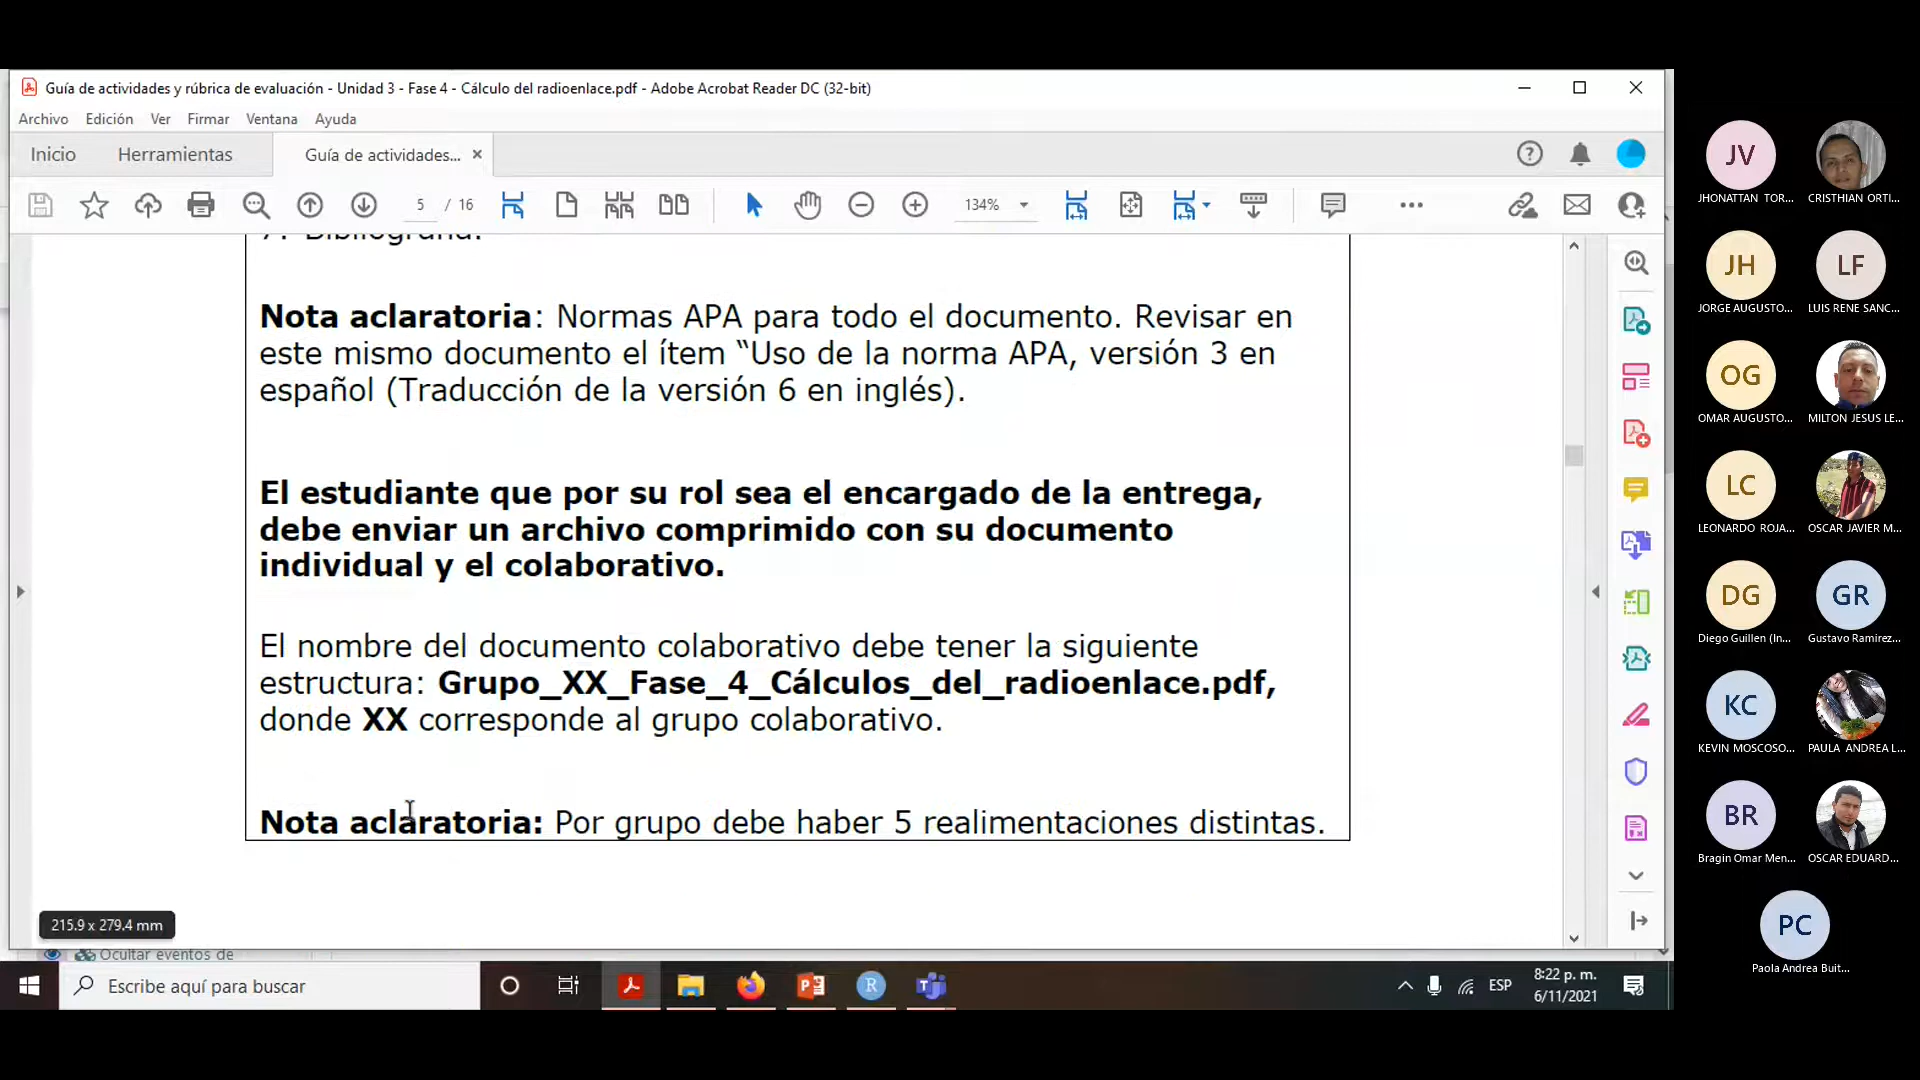 Guía de actividades y rúbrica de evaluación - Unidad 3 - Fase 4 - Cálculo del radioenlace.pdf - Adobe Acrobat Reader DC (32-bit)
Archivo Edición Ver Firmar Ventana Ayuda
Inicio Herramientas Guía de actividades... ×
5 / 16 134%
7. Bibliografía.
Nota aclaratoria: Normas APA para todo el documento. Revisar en
este mismo documento el ítem “Uso de la norma APA, versión 3 en
español (Traducción de la versión 6 en inglés).
El estudiante que por su rol sea el encargado de la entrega,
debe enviar un archivo comprimido con su documento
individual y el colaborativo.
El nombre del documento colaborativo debe tener la siguiente
estructura: Grupo_XX_Fase_4_Cálculos_del_radioenlace.pdf,
donde XX corresponde al grupo colaborativo.
Nota aclaratoria: Por grupo debe haber 5 realimentaciones distintas.
215.9 x 279.4 mm
Ocultar eventos de
Escribe aquí para buscar
ESP
8:22 p. m.
6/11/2021
JV
JHONATTAN TOR... CRISTHIAN ORTI...
JH LF
JORGE AUGUSTO... LUIS RENE SANC...
OG
OMAR AUGUSTO... MILTON JESUS LE...
LC
LEONARDO ROJA... OSCAR JAVIER M...
DG GR
Diego Guillen (In... Gustavo Ramirez...
KC
KEVIN MOSCOSO... PAULA ANDREA L...
BR
Bragin Omar Men... OSCAR EDUARD...
PC
Paola Andrea Buit...